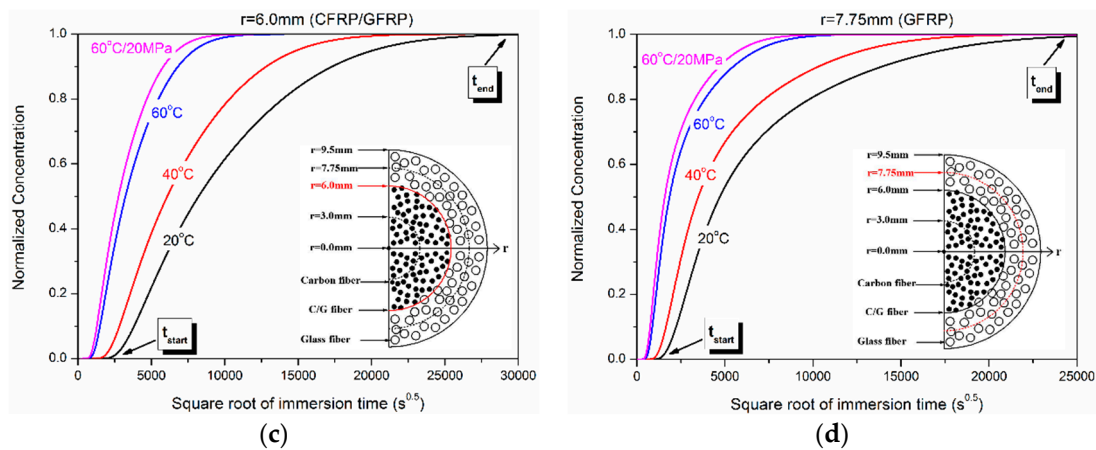 r=6.0mm (CFRP/GFRP)
1.0
0.8
0.6
0.4
0.2
0.0
Normalized Concentration
60°C/20MPa
60°C
40°C
20°C
t end
t start
r=9.5mm
r=7.75mm
r=6.0mm
r=3.0mm
r=0.0mm
r
Carbon fiber
C/G fiber
Glass fiber
0 5000 10000 15000 20000 25000 30000
Square root of immersion time (s^0.5)
(c)
r=7.75mm (GFRP)
1.0
0.8
0.6
0.4
0.2
0.0
Normalized Concentration
60°C/20MPa
60°C
40°C
20°C
t end
t start
r=9.5mm
r=7.75mm
r=6.0mm
r=3.0mm
r=0.0mm
r
Carbon fiber
C/G fiber
Glass fiber
0 5000 10000 15000 20000 25000
Square root of immersion time (s^0.5)
(d)